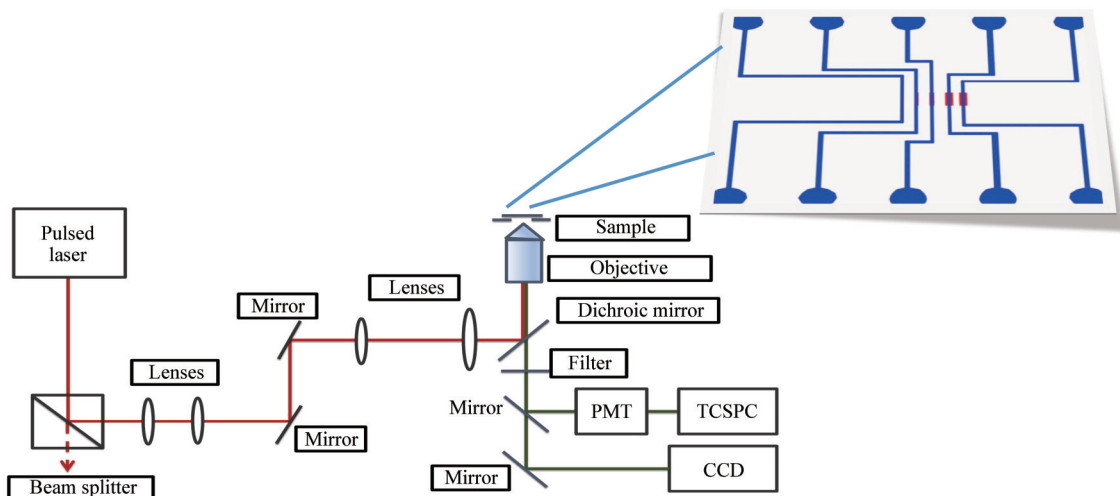 Pulsed
laser
Sample
Objective
Lenses
Mirror
Dichroic mirror
Lenses
Filter
Mirror
PMT
TCSPC
Mirror
CCD
Mirror
Beam splitter